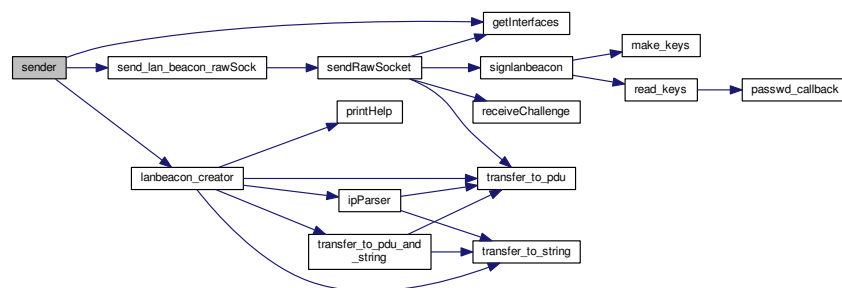 getInterfaces
make_keys
sender
send_lan_beacon_rawSock
sendRawSocket
signlanbeacon
read_keys
passwd_callback
printHelp
receiveChallenge
lanbeacon_creator
transfer_to_pdu
ipParser
transfer_to_pdu_and
_string
transfer_to_string